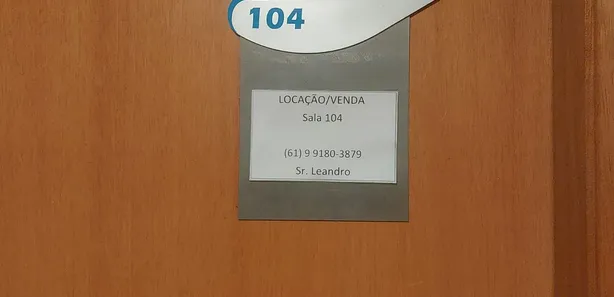 104
LOCAÇÃO/VENDA
Sala 104
(61) 9 9180-3879
Sr. Leandro